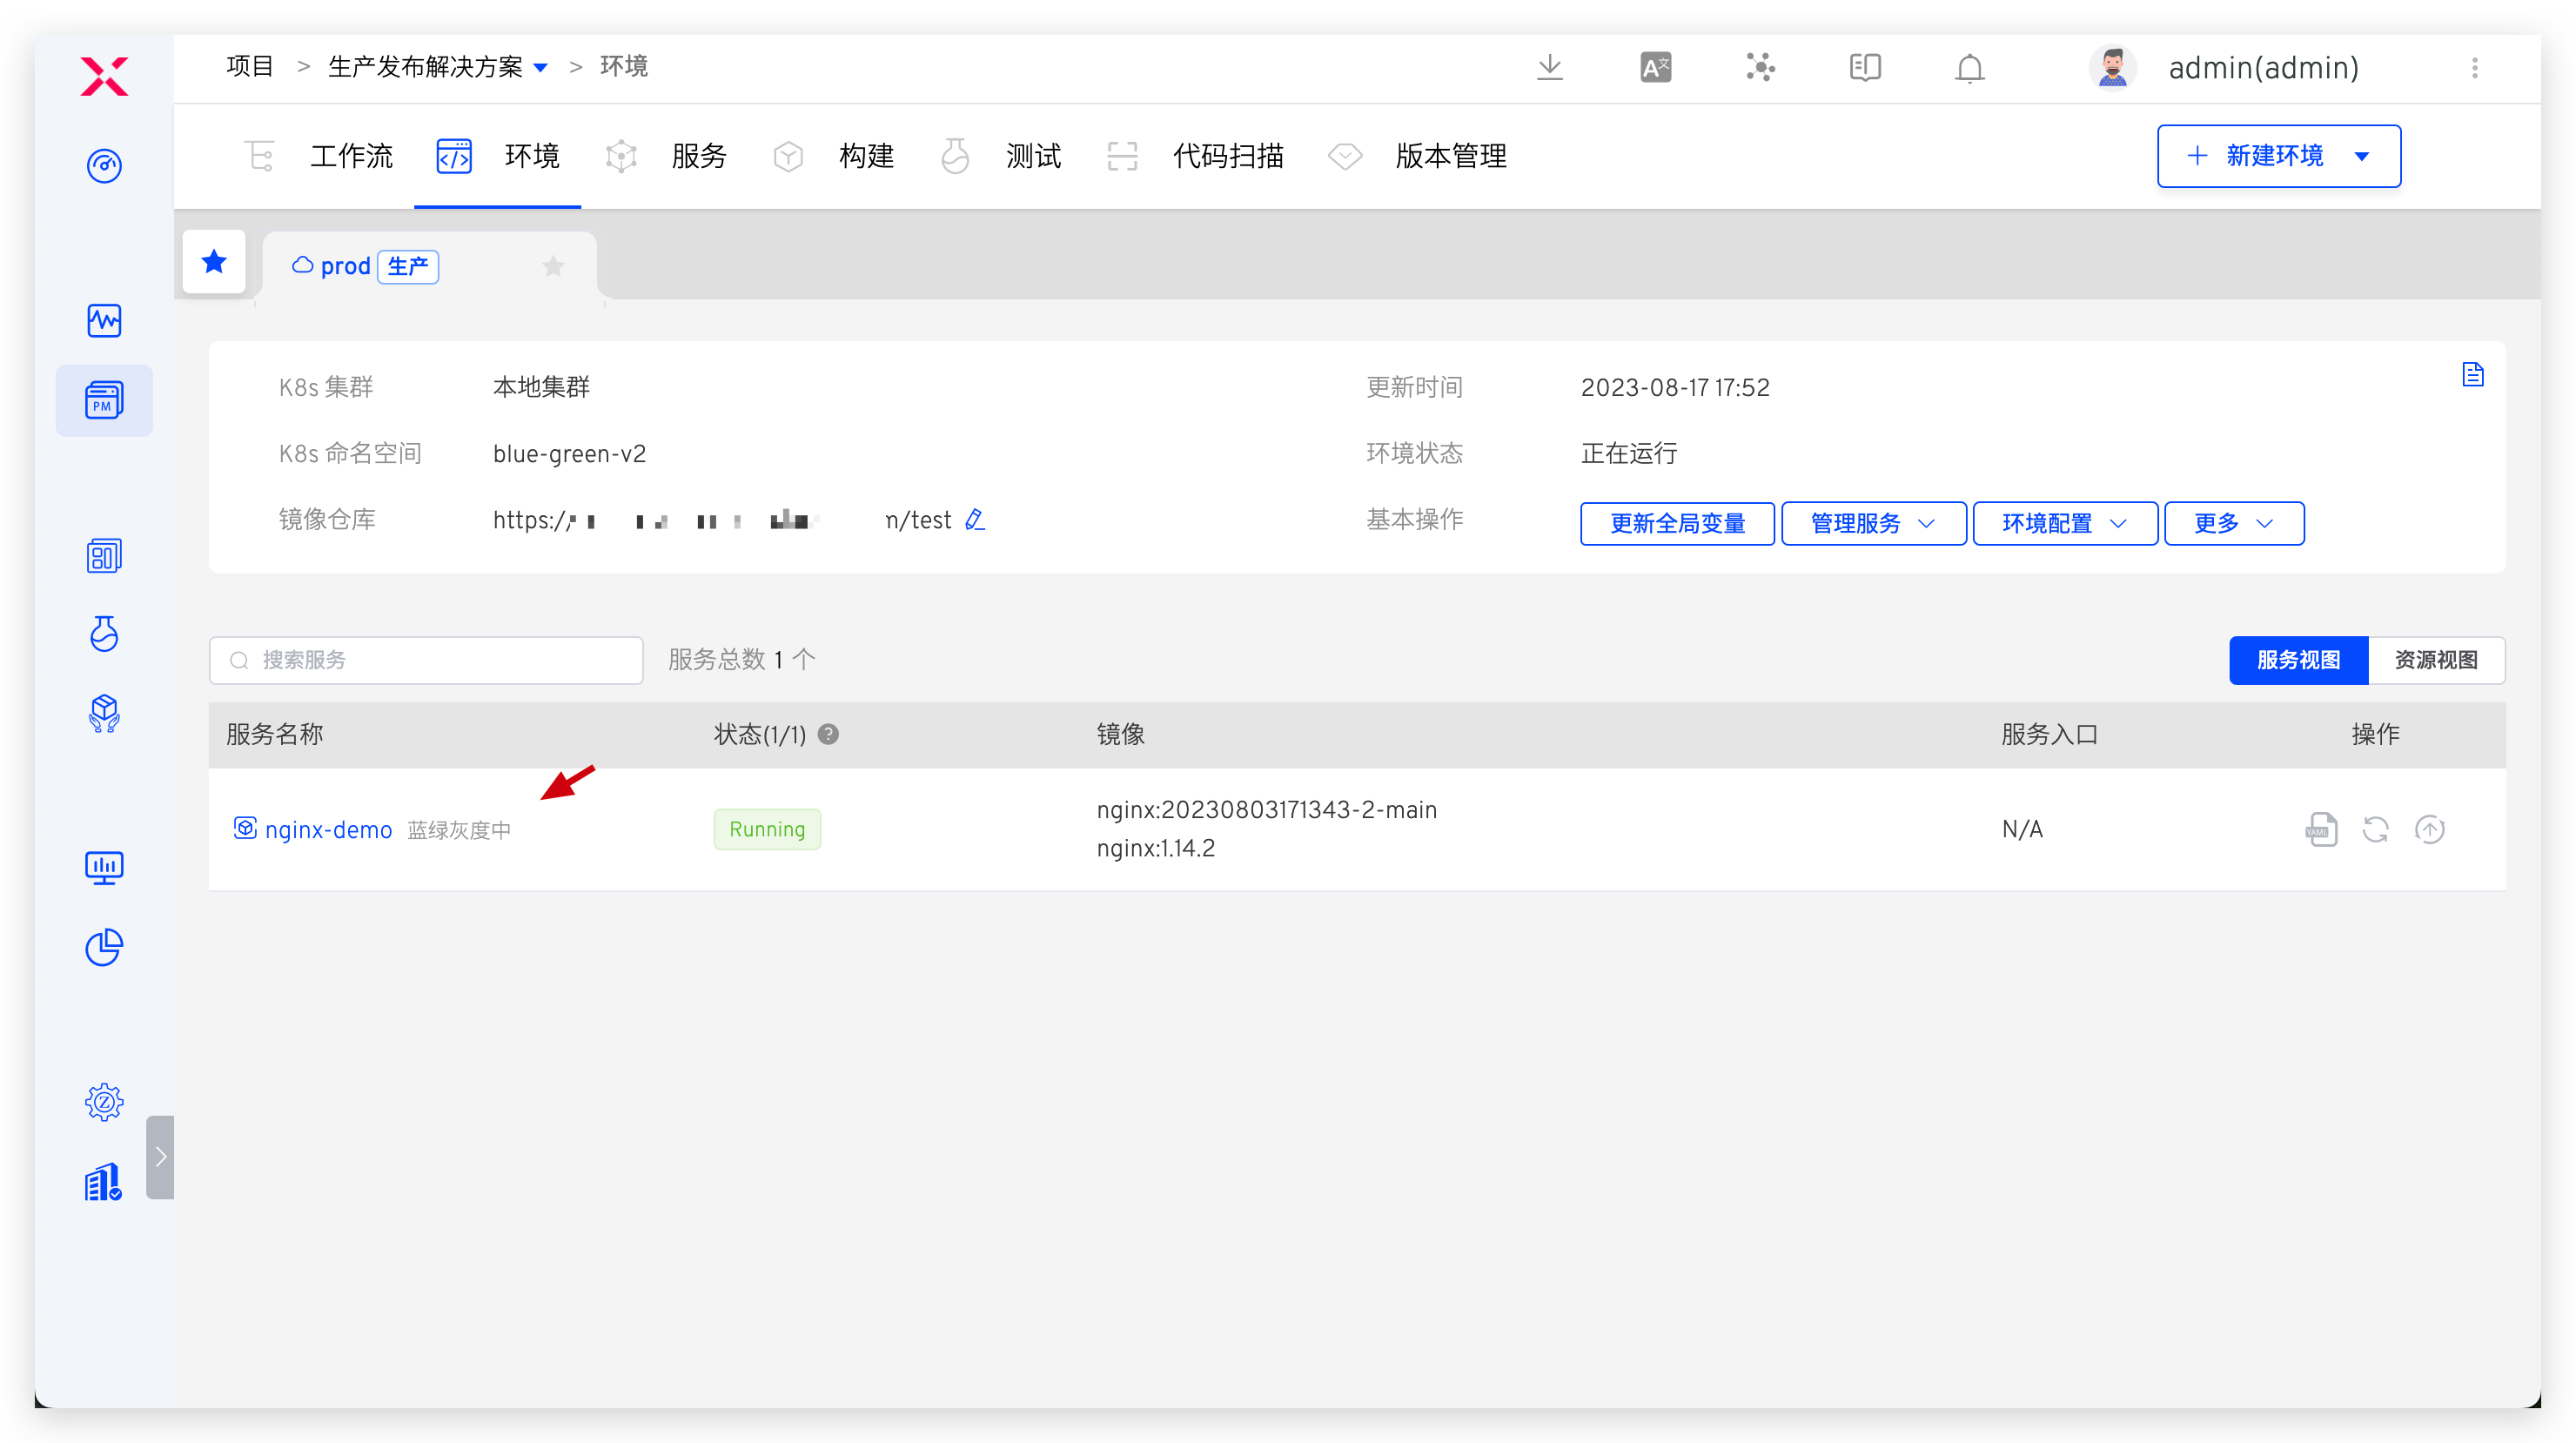 项目 > 生产发布解决方案 > 环境
admin(admin)
工作流 环境 服务 构建 测试 代码扫描 版本管理
+ 新建环境
prod 生产
K8s 集群 本地集群 更新时间 2023-08-17 17:52
K8s 命名空间 blue-green-v2 环境状态 正在运行
镜像仓库 https:// n/test 基本操作 更新全局变量 管理服务 环境配置 更多
搜索服务 服务总数 1 个 服务视图 资源视图
服务名称 状态(1/1) ? 镜像 服务入口 操作
nginx-demo 蓝绿灰度中 Running nginx:20230803171343-2-main N/A YAML
nginx:1.14.2
PM